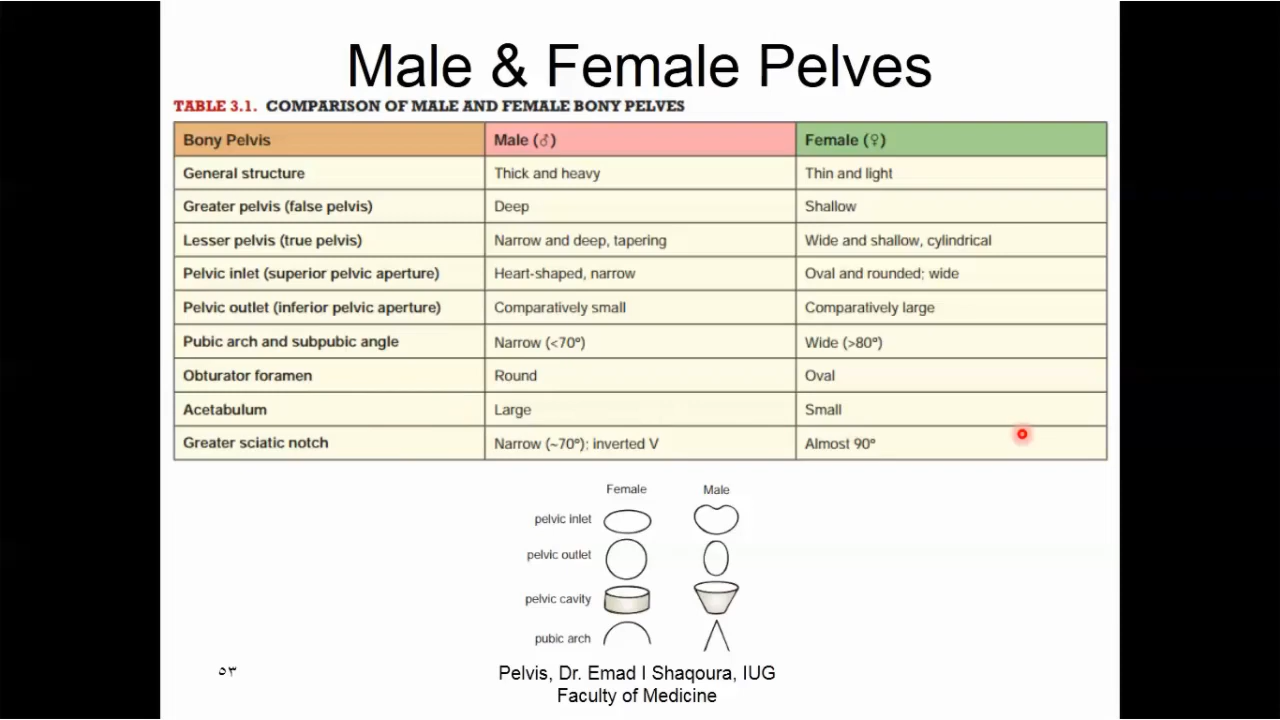 Male & Female Pelves
TABLE 3.1. COMPARISON OF MALE AND FEMALE BONY PELVES
Bony Pelvis Male (♂) Female (♀)
General structure Thick and heavy Thin and light
Greater pelvis (false pelvis) Deep Shallow
Lesser pelvis (true pelvis) Narrow and deep, tapering Wide and shallow, cylindrical
Pelvic inlet (superior pelvic aperture) Heart-shaped, narrow Oval and rounded; wide
Pelvic outlet (inferior pelvic aperture) Comparatively small Comparatively large
Pubic arch and subpubic angle Narrow (<70°) Wide (>80°)
Obturator foramen Round Oval
Acetabulum Large Small
Greater sciatic notch Narrow (~70°); inverted V Almost 90°
Female Male
pelvic inlet
pelvic outlet
pelvic cavity
pubic arch
٥٣
Pelvis, Dr. Emad I Shaqoura, IUG
Faculty of Medicine